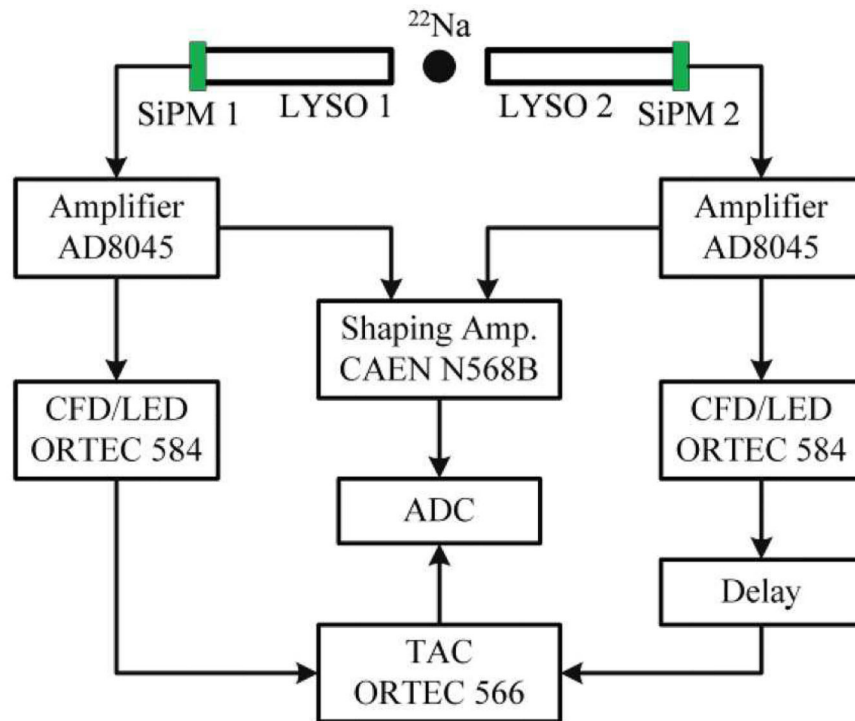 ²²Na
LYSO 1
LYSO 2
SiPM 1
SiPM 2
Amplifier
AD8045
Amplifier
AD8045
Shaping Amp.
CAEN N568B
CFD/LED
ORTEC 584
CFD/LED
ORTEC 584
ADC
Delay
TAC
ORTEC 566